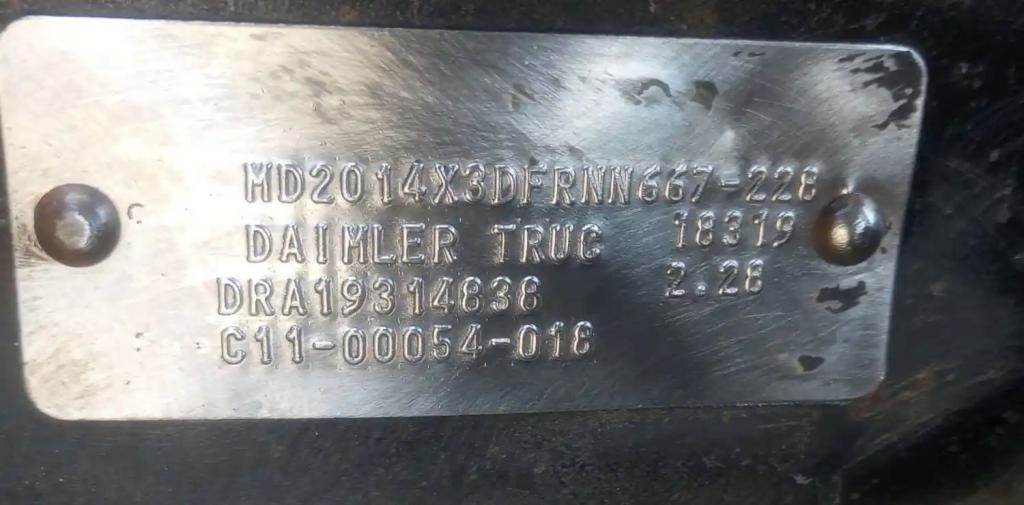 MD2014X3DFRNN667-228
DAIMLER TRUC 18319
DRA19314838 2.28
C11-00054-018